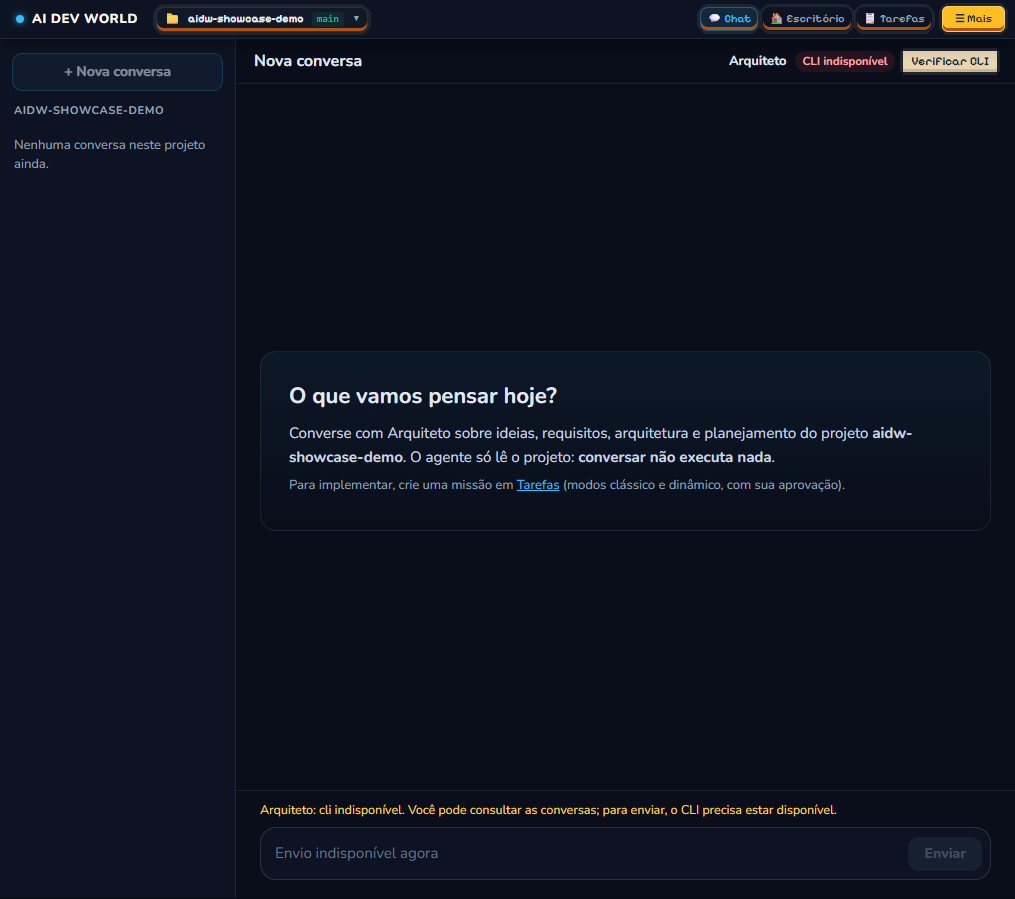 AI DEV WORLD
aidw-showcase-demo main ▼
Chat
Escritório
Tarefas
☰ Mais
+ Nova conversa
AIDW-SHOWCASE-DEMO
Nenhuma conversa neste projeto
ainda.
Nova conversa
Arquiteto
CLI indisponível
Verificar CLI
O que vamos pensar hoje?
Converse com Arquiteto sobre ideias, requisitos, arquitetura e planejamento do projeto aidw-
showcase-demo. O agente só lê o projeto: conversar não executa nada.
Para implementar, crie uma missão em Tarefas (modos clássico e dinâmico, com sua aprovação).
Arquiteto: cli indisponível. Você pode consultar as conversas; para enviar, o CLI precisa estar disponível.
Envio indisponível agora
Enviar